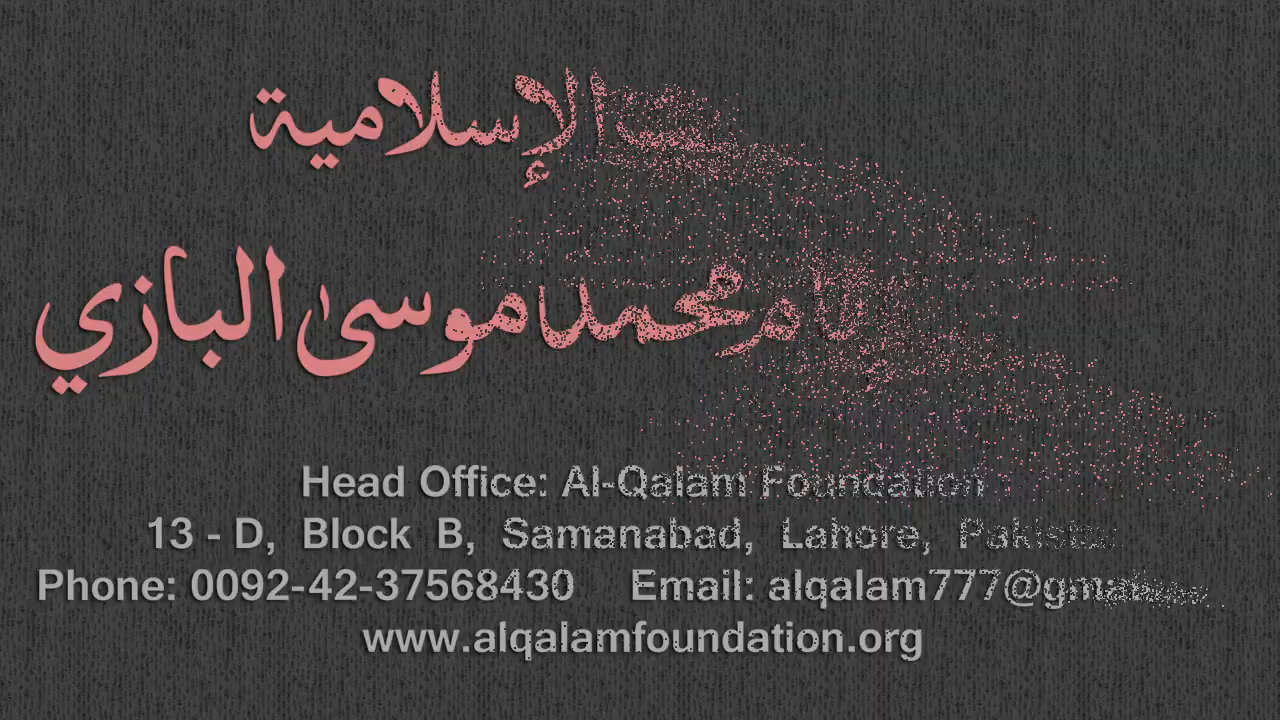 الإسلامية
محمد موسىٰ البازي
Head Office: Al-Qalam Foundation
13 - D, Block B, Samanabad, Lahore, Pakistan
Phone: 0092-42-37568430 Email:
www.alqalamfoundation.org